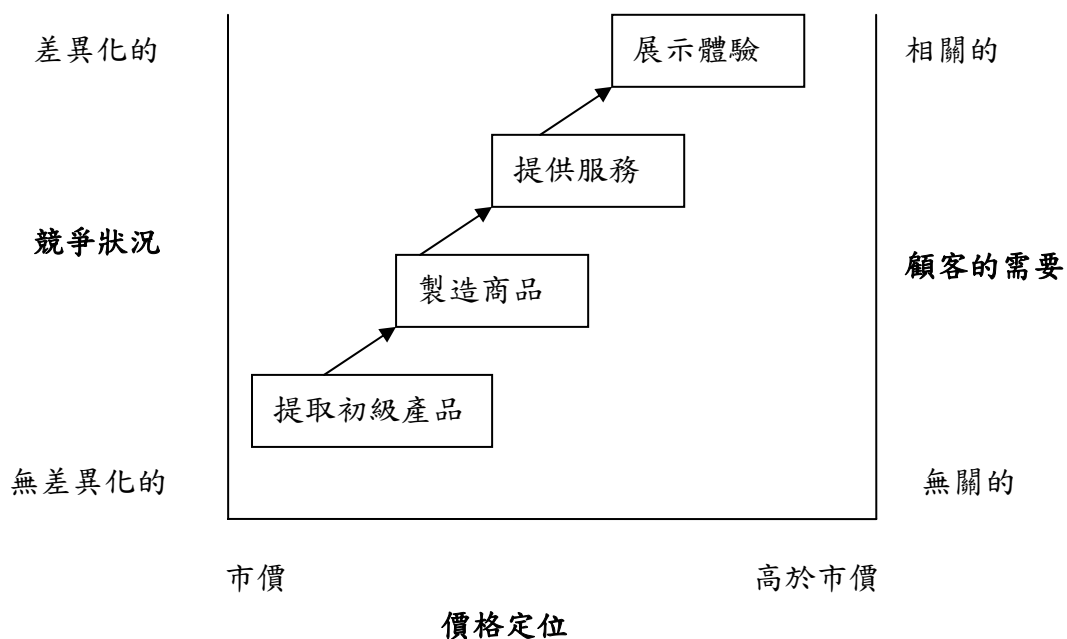 差異化的
展示體驗
相關的
提供服務
競爭狀況
顧客的需要
製造商品
提取初級產品
無差異化的
無關的
市價
高於市價
價格定位